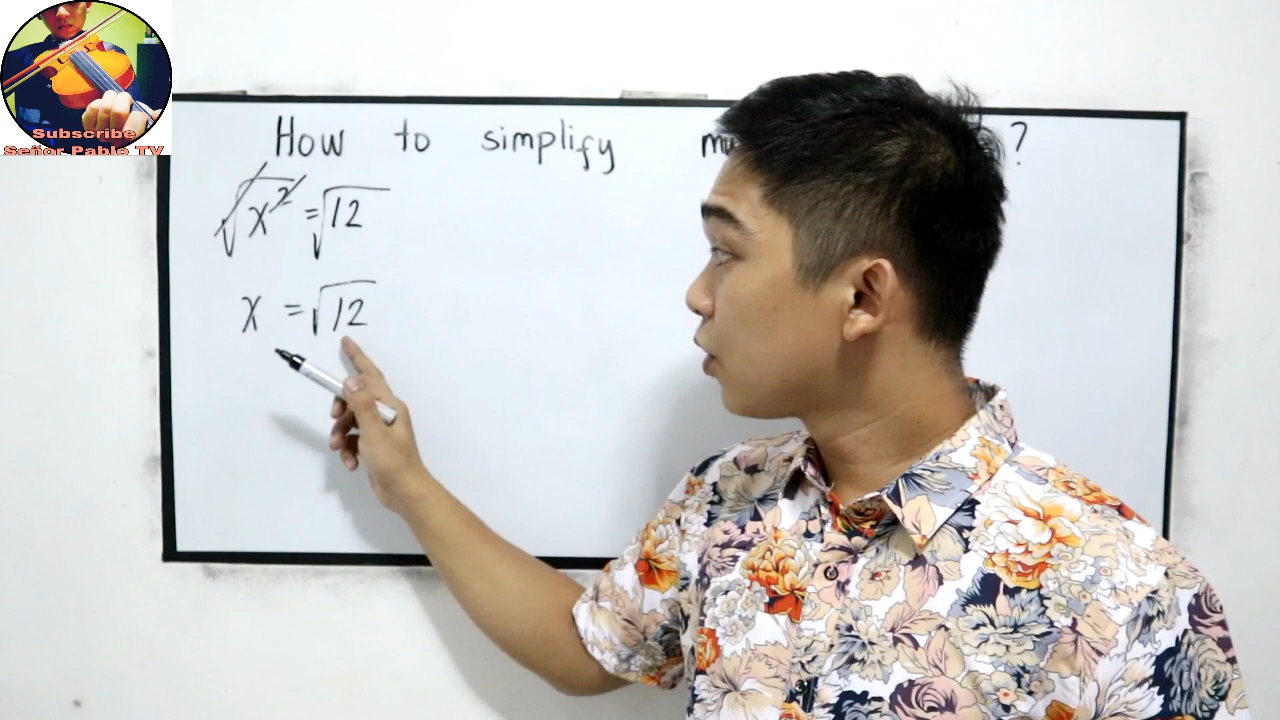 Subscribe
Señor Pablo TV
How to simplify ?
√x² = √12
x = √12